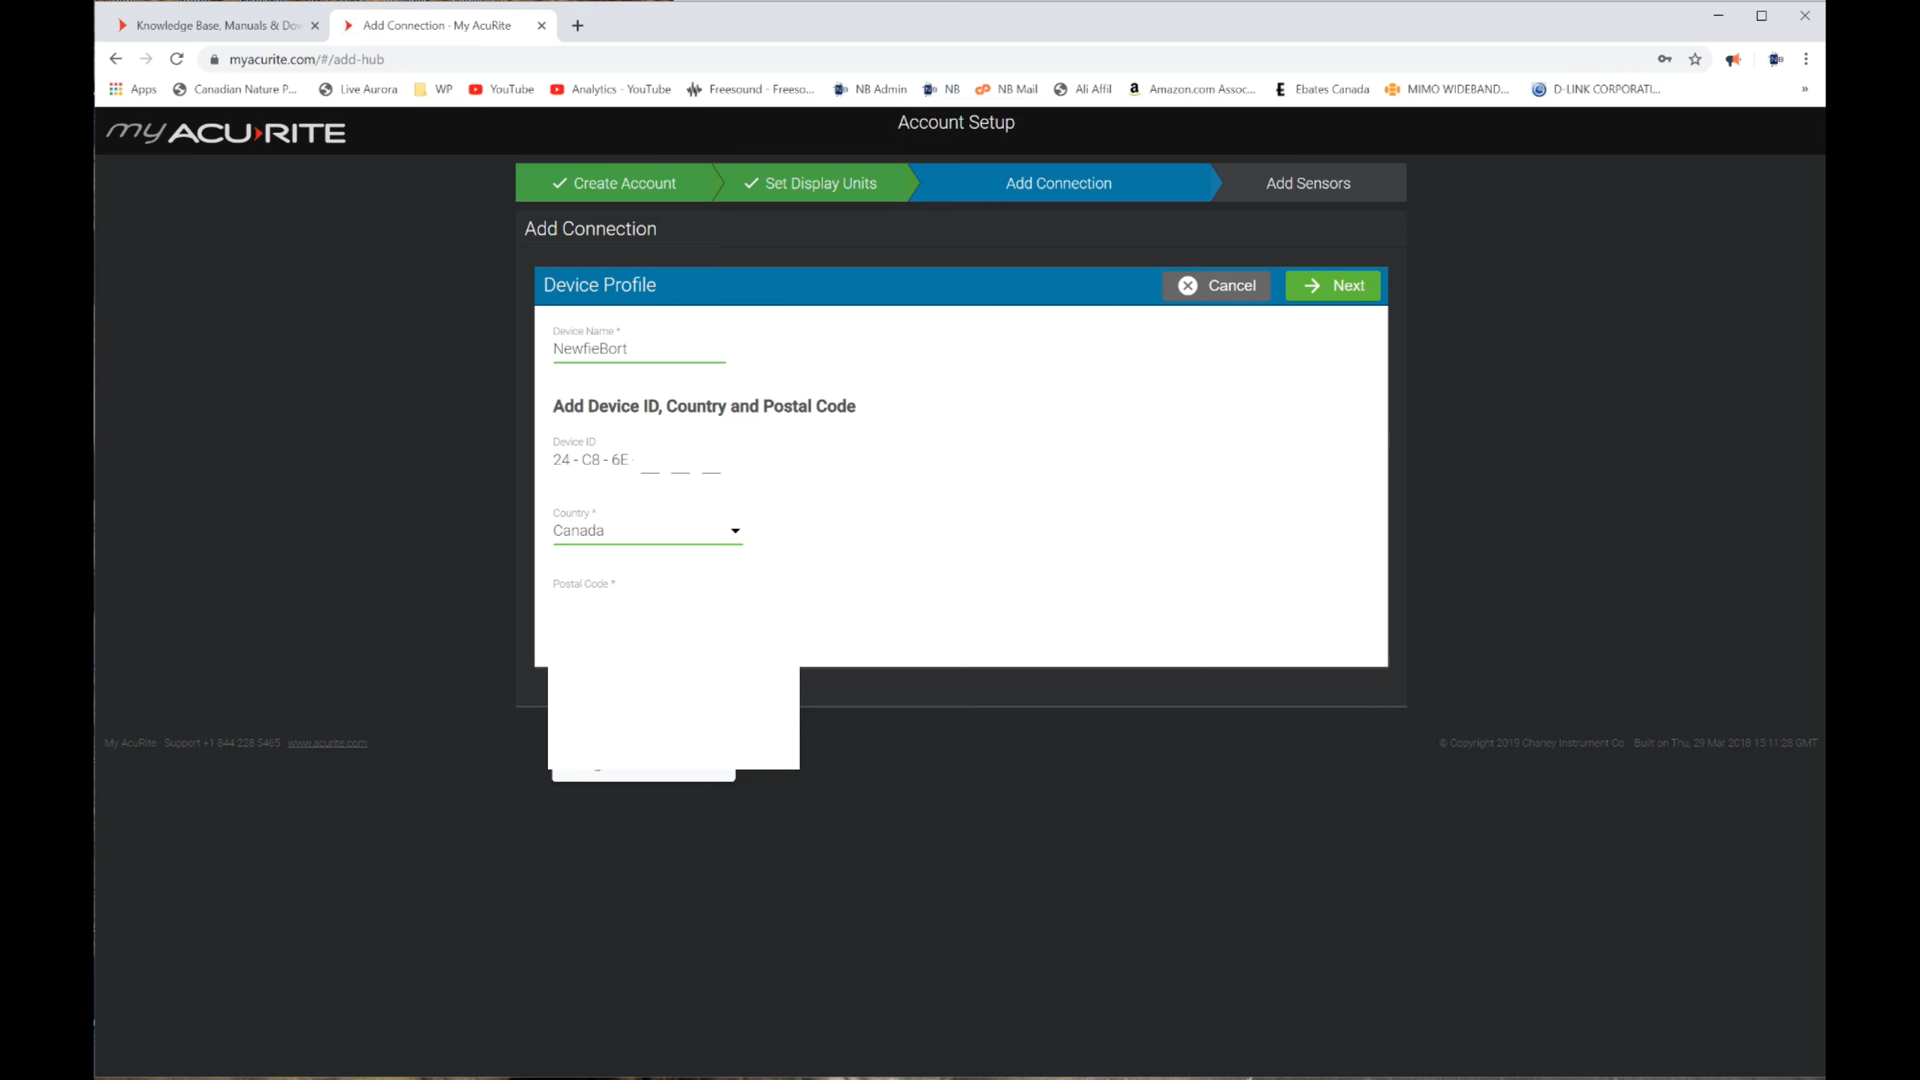 Knowledge Base, Manuals & Dov
Add Connection - My AcuRite
myacurite.com/#/add-hub
Apps
Canadian Nature P...
Live Aurora
WP
YouTube
Analytics - YouTube
Freesound - Freeso...
NB Admin
NB
NB Mail
Ali Affil
Amazon.com Assoc...
Ebates Canada
MIMO WIDEBAND...
D-LINK CORPORATI...
»
my ACU›RITE
Account Setup
Create Account
Set Display Units
Add Connection
Add Sensors
Add Connection
Device Profile
Cancel
Next
Device Name *
NewfieBort
Add Device ID, Country and Postal Code
Device ID
24 - C8 - 6E -
Country *
Canada
Postal Code *
My AcuRite · Support +1 844 228 5465 · www.acurite.com
© Copyright 2019 Chaney Instrument Co. · Built on Thu, 29 Mar 2018 15:11:28 GMT